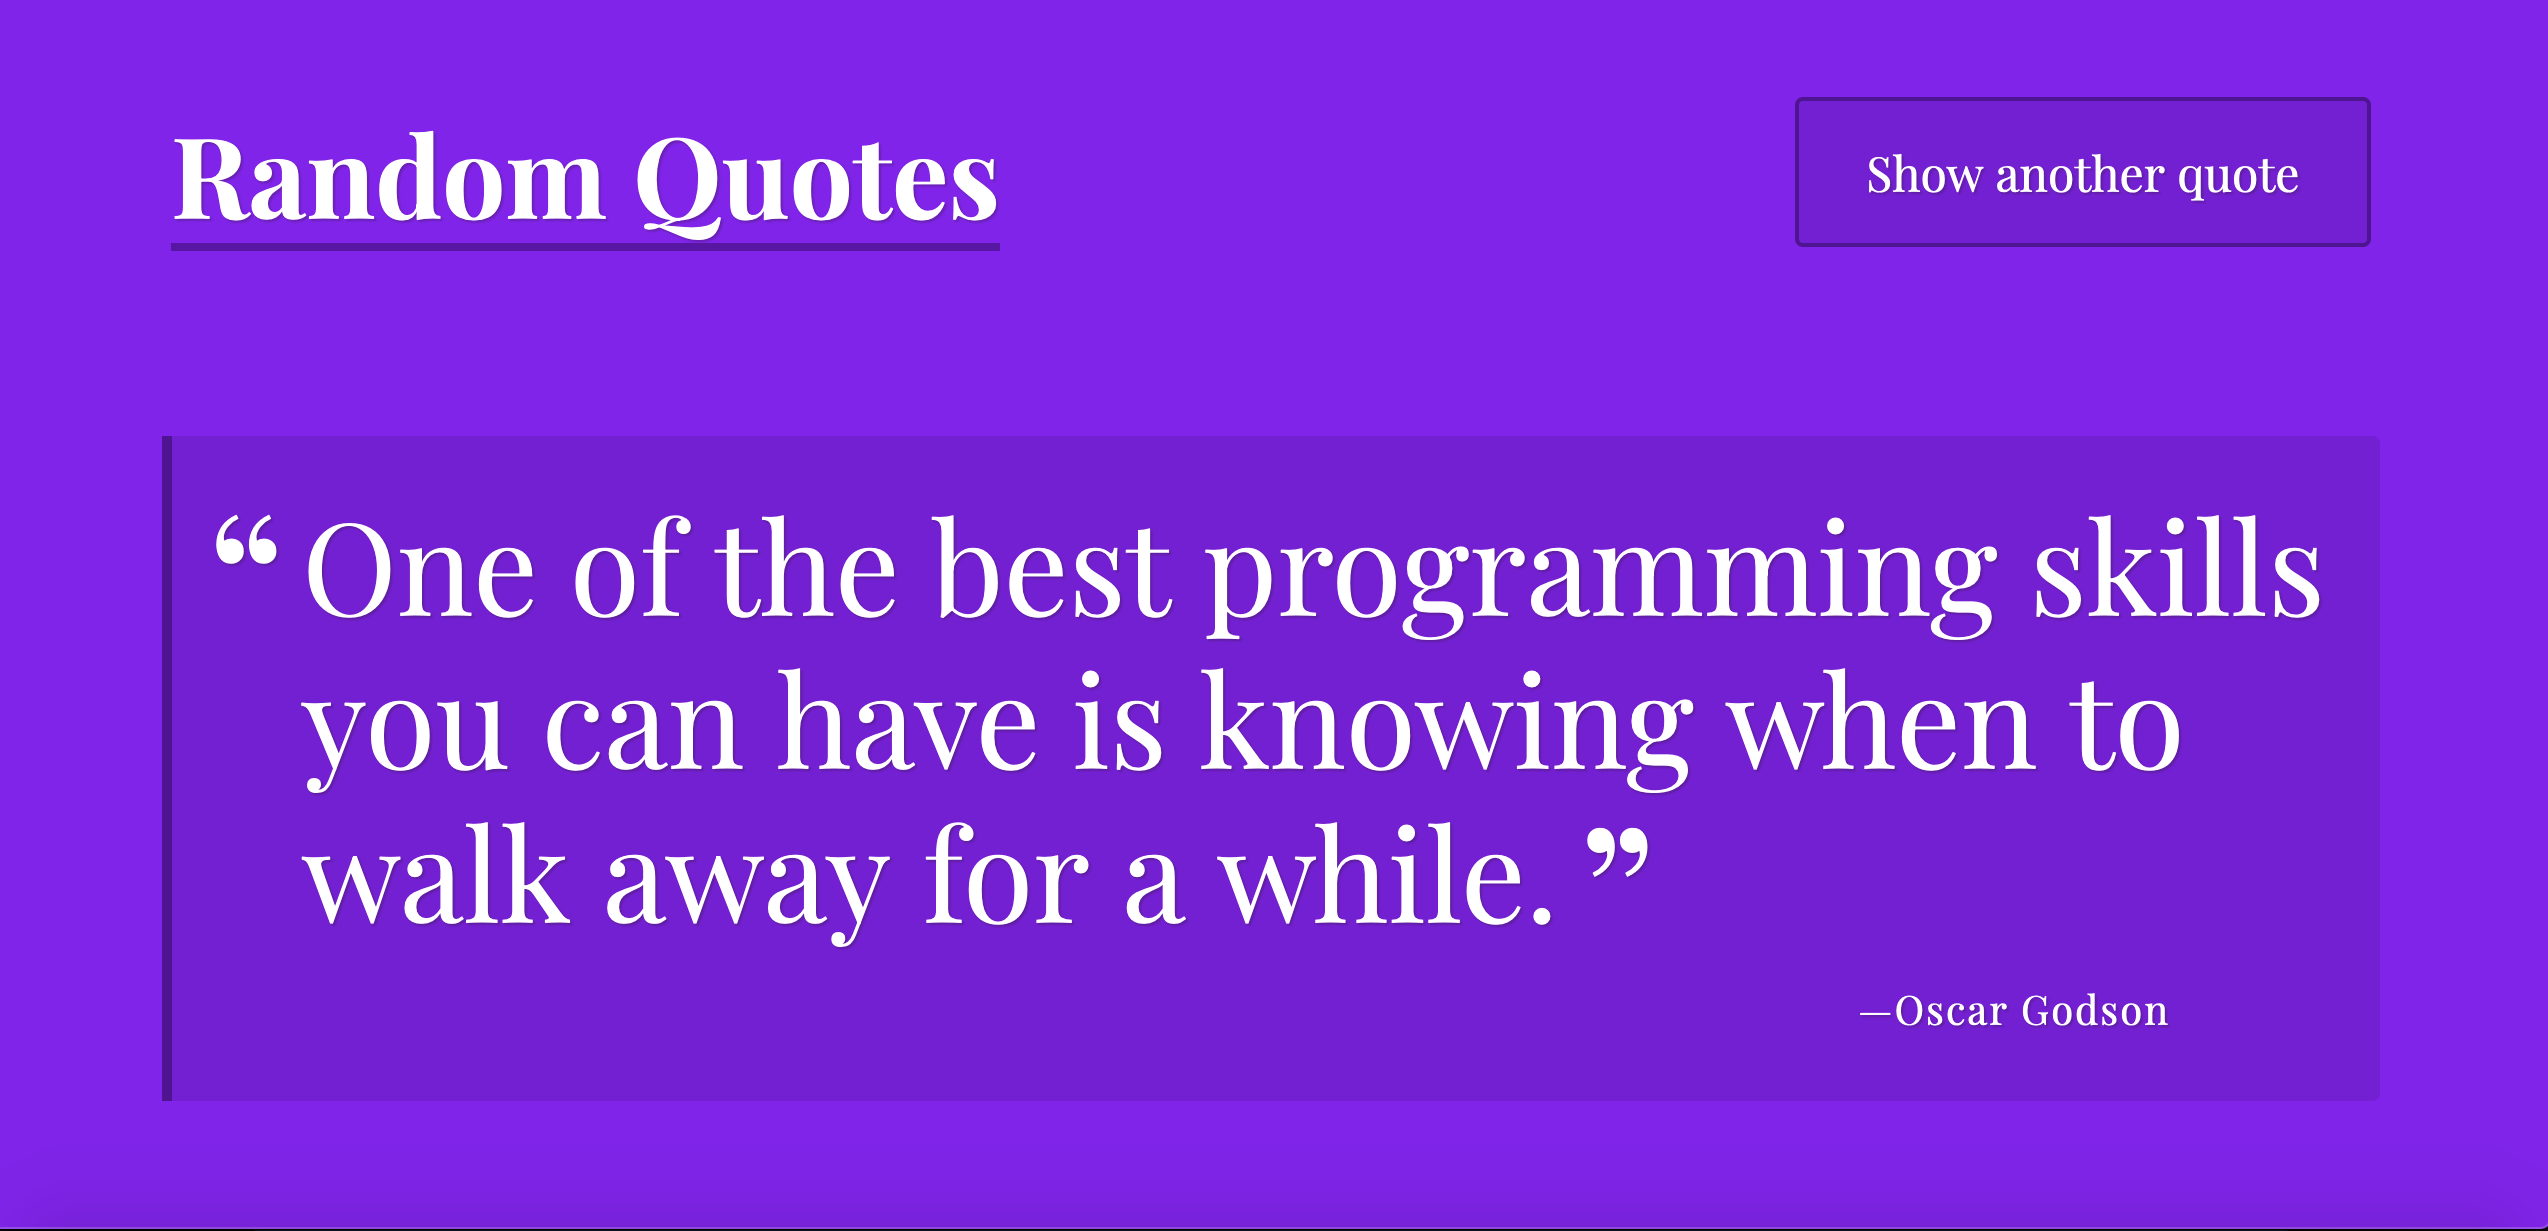 Random Quotes
Show another quote
“One of the best programming skills
you can have is knowing when to
walk away for a while.”
—Oscar Godson